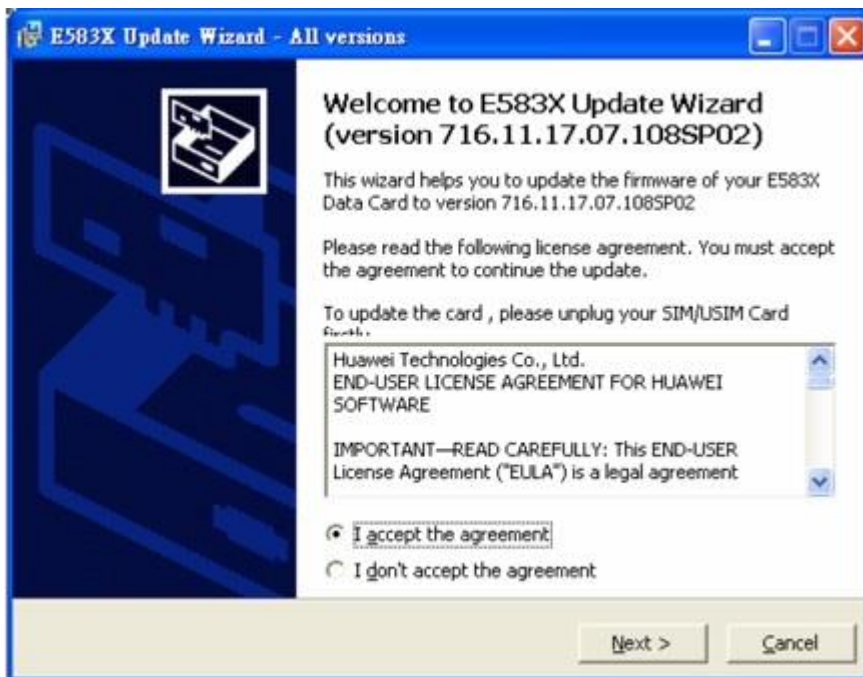 E583X Update Wizard - All versions
Welcome to E583X Update Wizard
(version 716.11.17.07.108SP02)
This wizard helps you to update the firmware of your E583X
Data Card to version 716.11.17.07.108SP02
Please read the following license agreement. You must accept
the agreement to continue the update.
To update the card , please unplug your SIM/USIM Card
firstly
Huawei Technologies Co., Ltd.
END-USER LICENSE AGREEMENT FOR HUAWEI
SOFTWARE
IMPORTANT—READ CAREFULLY: This END-USER
License Agreement ("EULA") is a legal agreement
I accept the agreement
I don't accept the agreement
Next >
Cancel